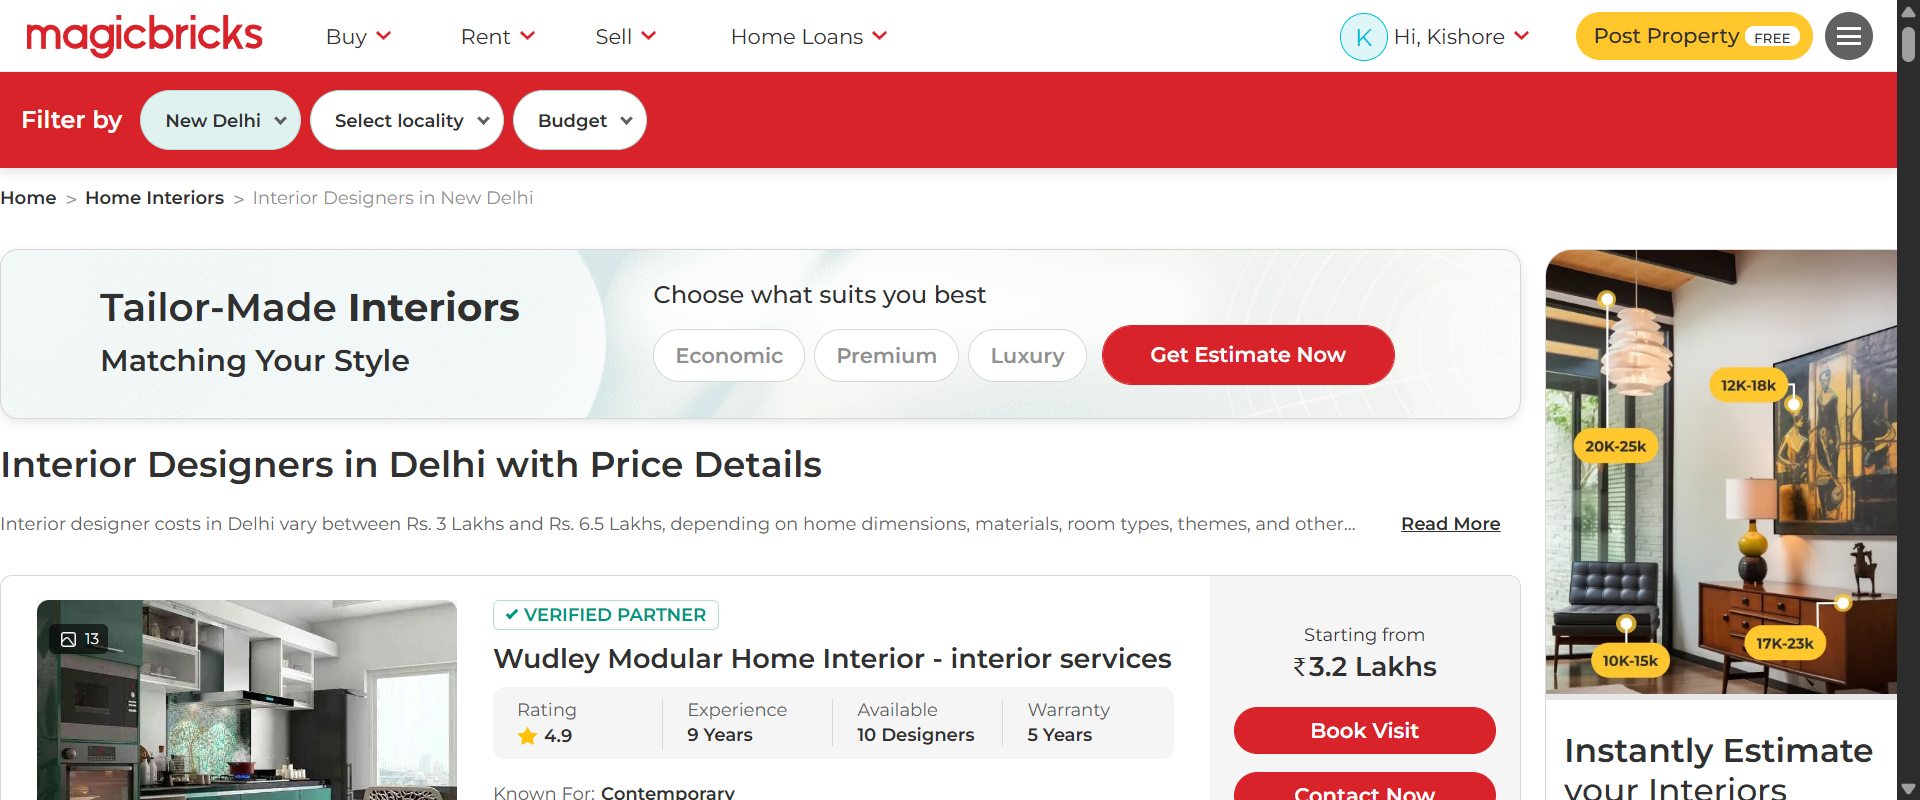 magicbricks
Buy
Rent
Sell
Home Loans
K
Hi, Kishore
Post Property FREE
Filter by
New Delhi
Select locality
Budget
Home > Home Interiors > Interior Designers in New Delhi
Tailor-Made Interiors
Matching Your Style
Choose what suits you best
Economic
Premium
Luxury
Get Estimate Now
12K-18k
20K-25k
17K-23k
10K-15k
Instantly Estimate
your Interiors
Interior Designers in Delhi with Price Details
Interior designer costs in Delhi vary between Rs. 3 Lakhs and Rs. 6.5 Lakhs, depending on home dimensions, materials, room types, themes, and other...
Read More
13
VERIFIED PARTNER
Wudley Modular Home Interior - interior services
Rating
4.9
Experience
9 Years
Available
10 Designers
Warranty
5 Years
Known For: Contemporary
Starting from
₹3.2 Lakhs
Book Visit
Contact Now